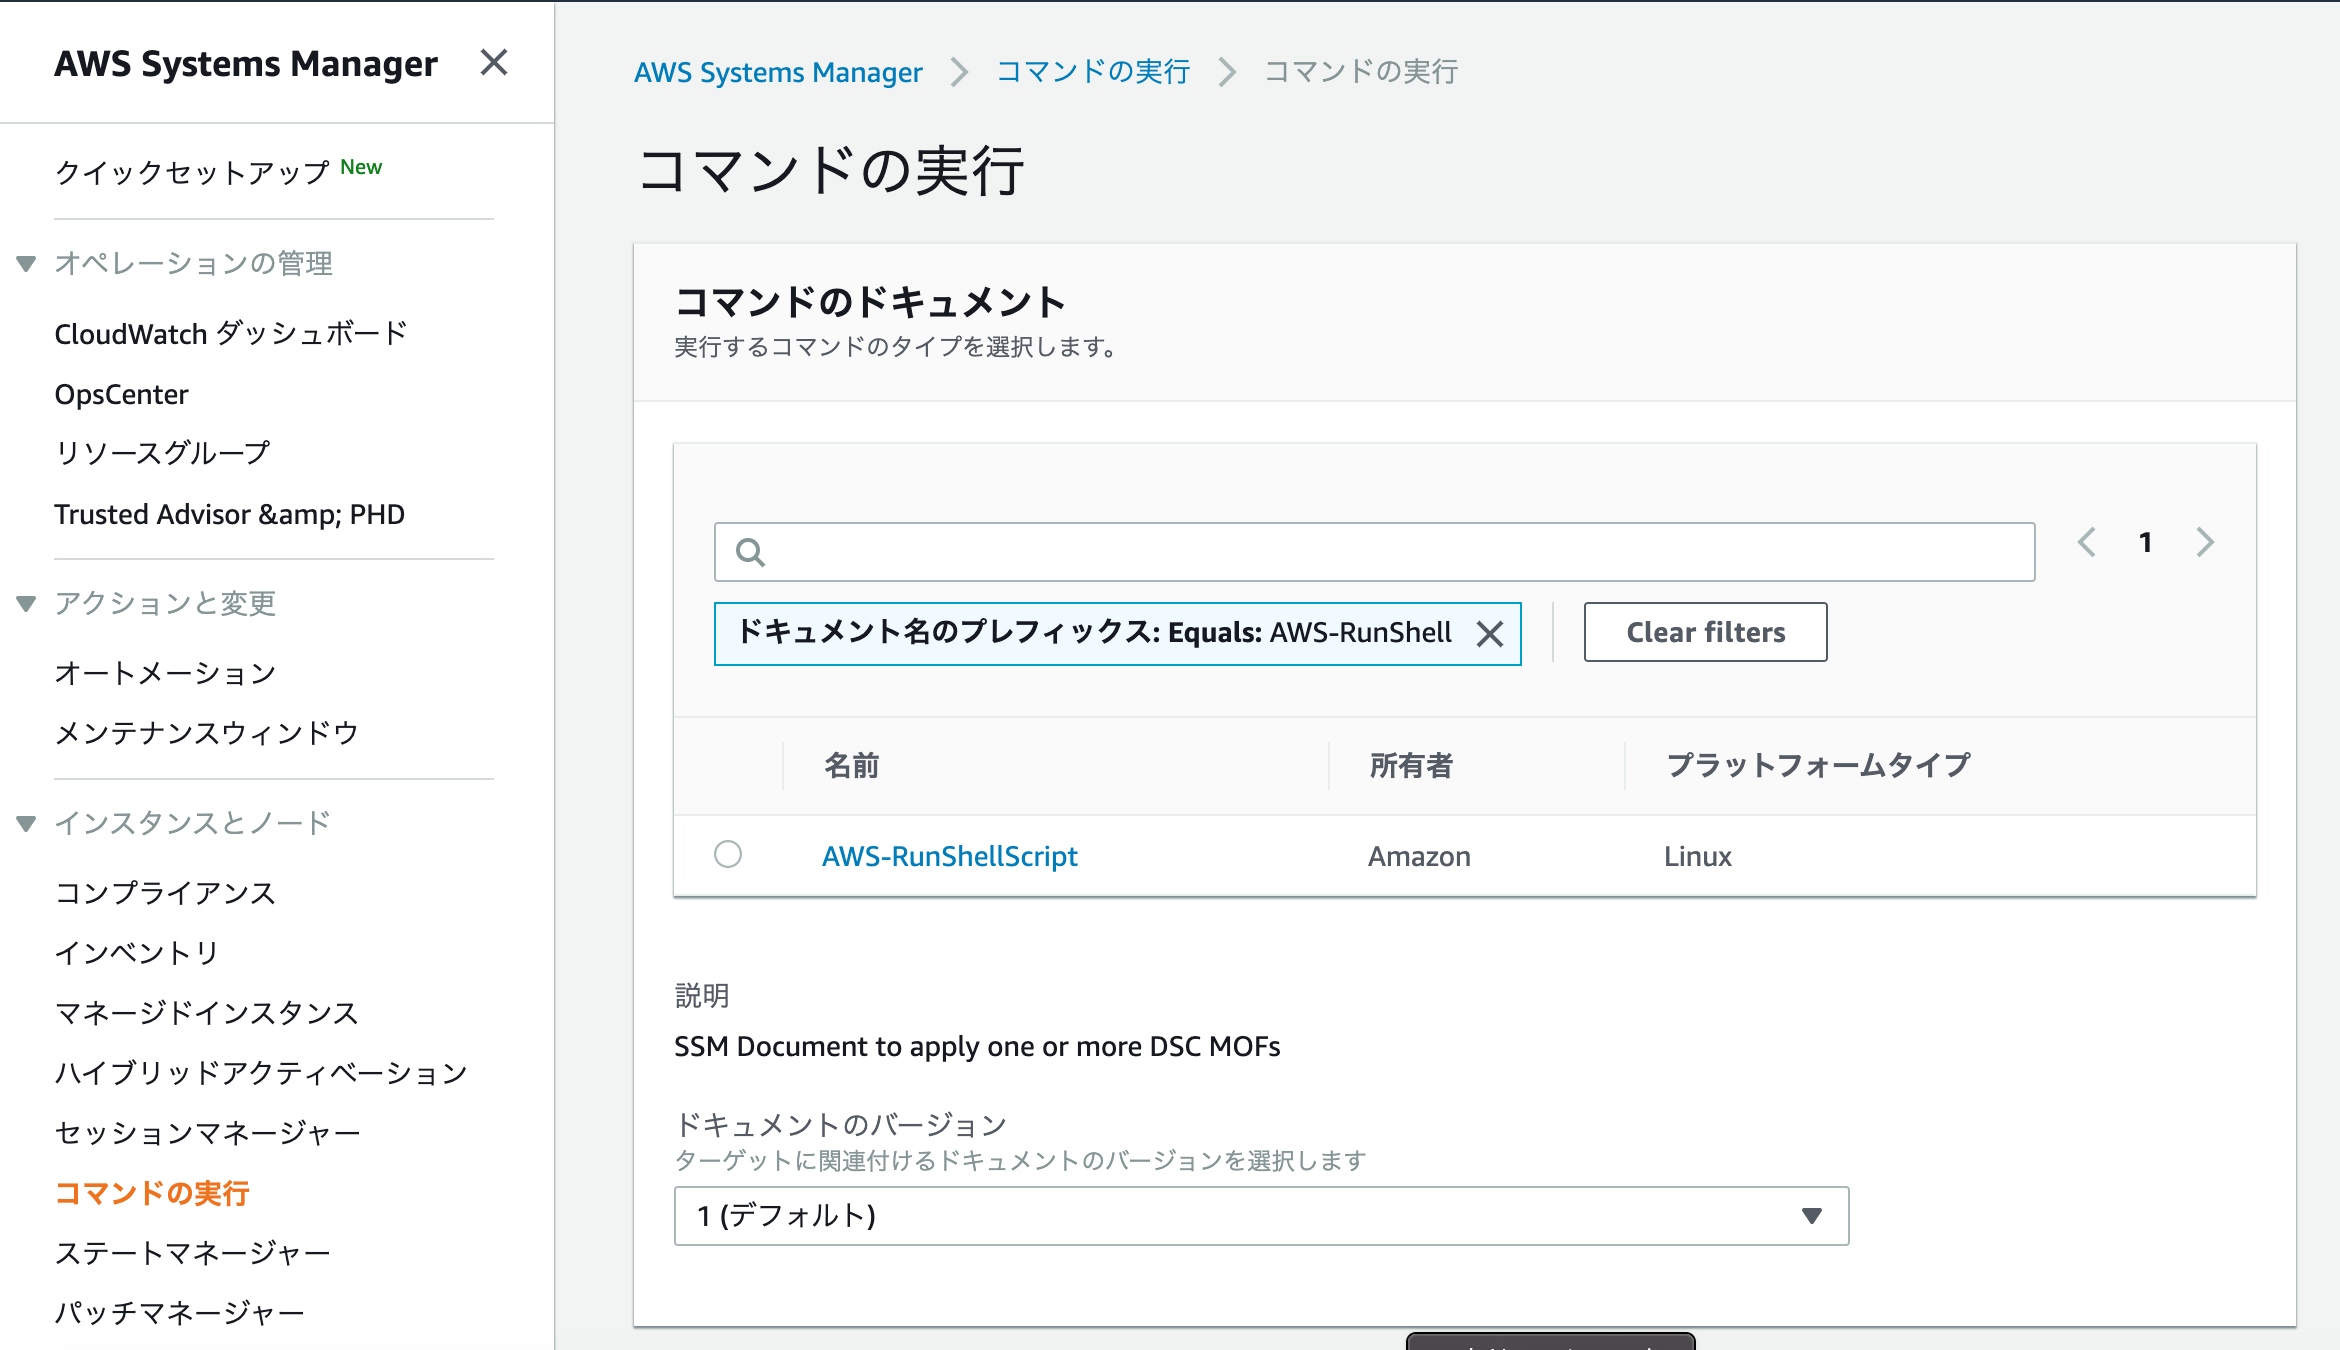 AWS Systems Manager
クイックセットアップ New
オペレーションの管理
CloudWatch ダッシュボード
OpsCenter
リソースグループ
Trusted Advisor &amp; PHD
アクションと変更
オートメーション
メンテナンスウィンドウ
インスタンスとノード
コンプライアンス
インベントリ
マネージドインスタンス
ハイブリッドアクティベーション
セッションマネージャー
コマンドの実行
ステートマネージャー
パッチマネージャー
AWS Systems Manager コマンドの実行 コマンドの実行
コマンドの実行
コマンドのドキュメント
実行するコマンドのタイプを選択します。
1
ドキュメント名のプレフィックス: Equals: AWS-RunShell
Clear filters
名前 所有者 プラットフォームタイプ
AWS-RunShellScript Amazon Linux
説明
SSM Document to apply one or more DSC MOFs
ドキュメントのバージョン
ターゲットに関連付けるドキュメントのバージョンを選択します
1 (デフォルト)